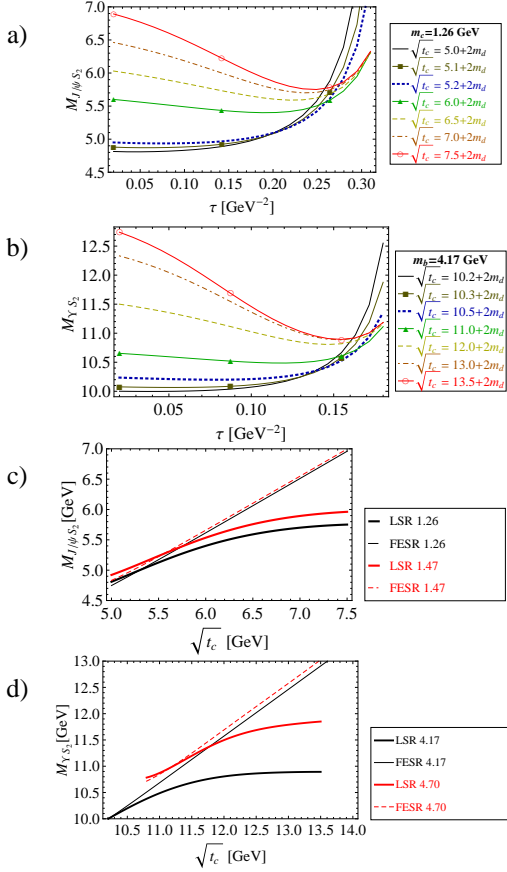 a)
M_{J/ψ S_2}
7.0
6.5
6.0
5.5
5.0
4.5
0.05 0.10 0.15 0.20 0.25 0.30
τ [GeV⁻²]
m_c=1.26 GeV
√t_c = 5.0+2m_d
√t_c = 5.1+2m_d
√t_c = 5.2+2m_d
√t_c = 6.0+2m_d
√t_c = 6.5+2m_d
√t_c = 7.0+2m_d
√t_c = 7.5+2m_d
b)
M_{Y S_2}
12.5
12.0
11.5
11.0
10.5
10.0
0.05 0.10 0.15
τ [GeV⁻²]
m_b=4.17 GeV
√t_c = 10.2+2m_d
√t_c = 10.3+2m_d
√t_c = 10.5+2m_d
√t_c = 11.0+2m_d
√t_c = 12.0+2m_d
√t_c = 13.0+2m_d
√t_c = 13.5+2m_d
c)
M_{J/ψ S_2}[GeV]
7.0
6.5
6.0
5.5
5.0
4.5
5.0 5.5 6.0 6.5 7.0 7.5
√t_c [GeV]
LSR 1.26
FESR 1.26
LSR 1.47
FESR 1.47
d)
M_{Y S_2}[GeV]
13.0
12.5
12.0
11.5
11.0
10.5
10.0
10.5 11.0 11.5 12.0 12.5 13.0 13.5 14.0
√t_c [GeV]
LSR 4.17
FESR 4.17
LSR 4.70
FESR 4.70